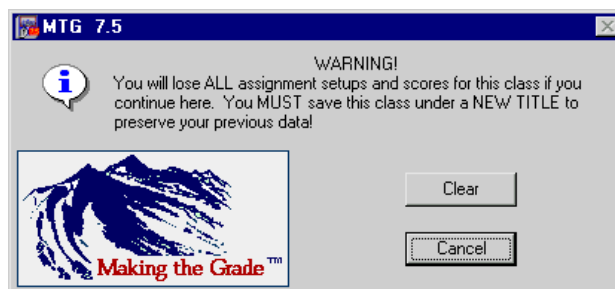 MTG 7.5
WARNING!
You will lose ALL assignment setups and scores for this class if you
continue here. You MUST save this class under a NEW TITLE to
preserve your previous data!
Clear
Cancel
Making the Grade™